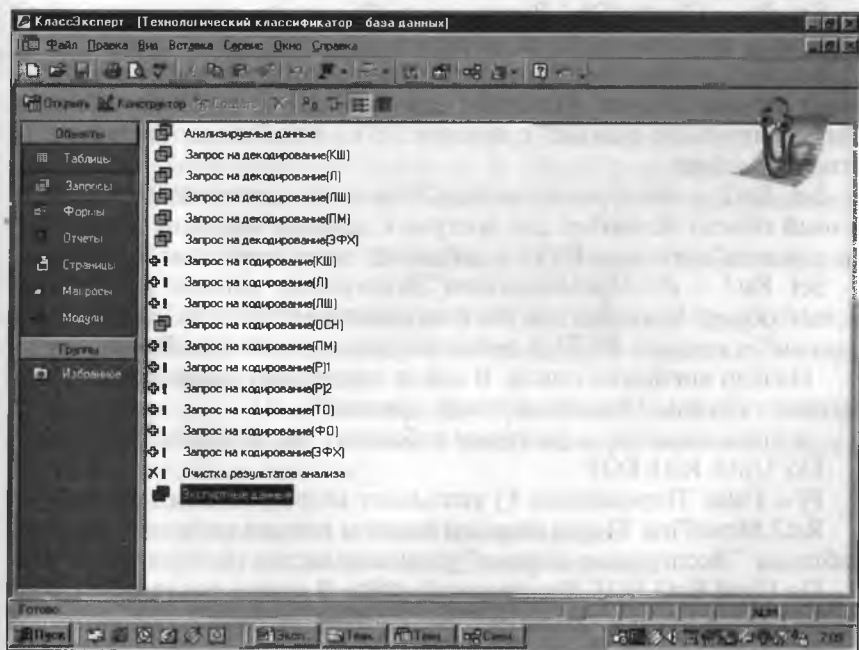 КлассЭксперт - [Технологический классификатор база данных]
Файл Правка Вид Вставка Сервис Окно Справка
Открыть Конструктор Создать
Объекты
Таблицы
Запросы
Формы
Отчеты
Страницы
Макросы
Модули
Группы
Избранное
Анализируемые данные
Запрос на декодирование(КШ)
Запрос на декодирование(Л)
Запрос на декодирование(ЛШ)
Запрос на декодирование(ПМ)
Запрос на декодирование(ЭФХ)
Запрос на кодирование(КШ)
Запрос на кодирование(Л)
Запрос на кодирование(ЛШ)
Запрос на кодирование(ОСН)
Запрос на кодирование(ПМ)
Запрос на кодирование(Р)1
Запрос на кодирование(Р)2
Запрос на кодирование(ТО)
Запрос на кодирование(ФО)
Запрос на кодирование(ЭФХ)
Очистка результатов анализа
Экспертные данные
Готово
NUM
Пуск
7:09